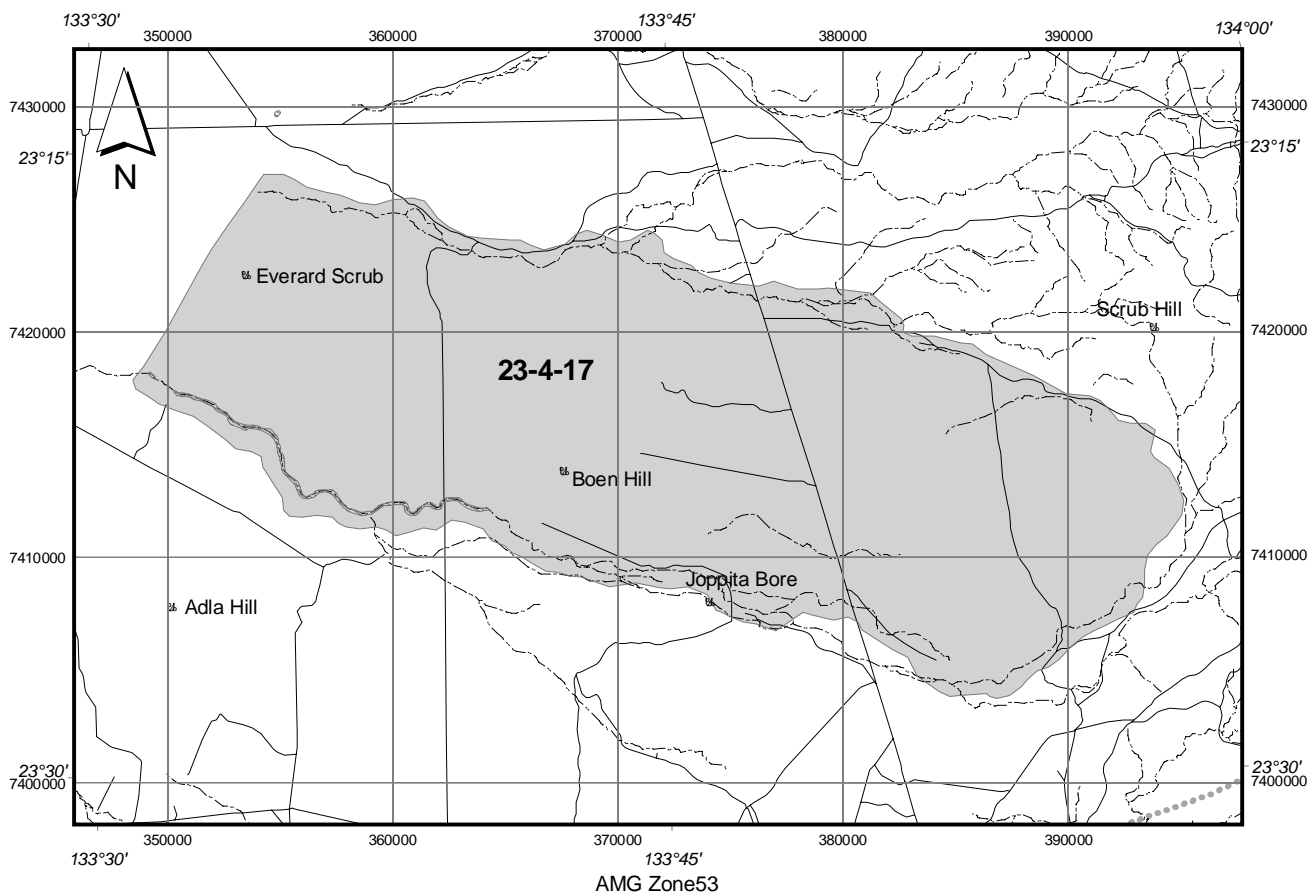 133°30' 133°45' 134°00'
350000 360000 370000 380000 390000
7430000 7430000
23°15' 23°15'
N
Everard Scrub
Scrub Hill
7420000 7420000
23-4-17
Boen Hill
7410000 7410000
Joppita Bore
Adla Hill
23°30' 23°30'
7400000 7400000
350000 360000 370000 380000 390000
133°30' 133°45'
AMG Zone53